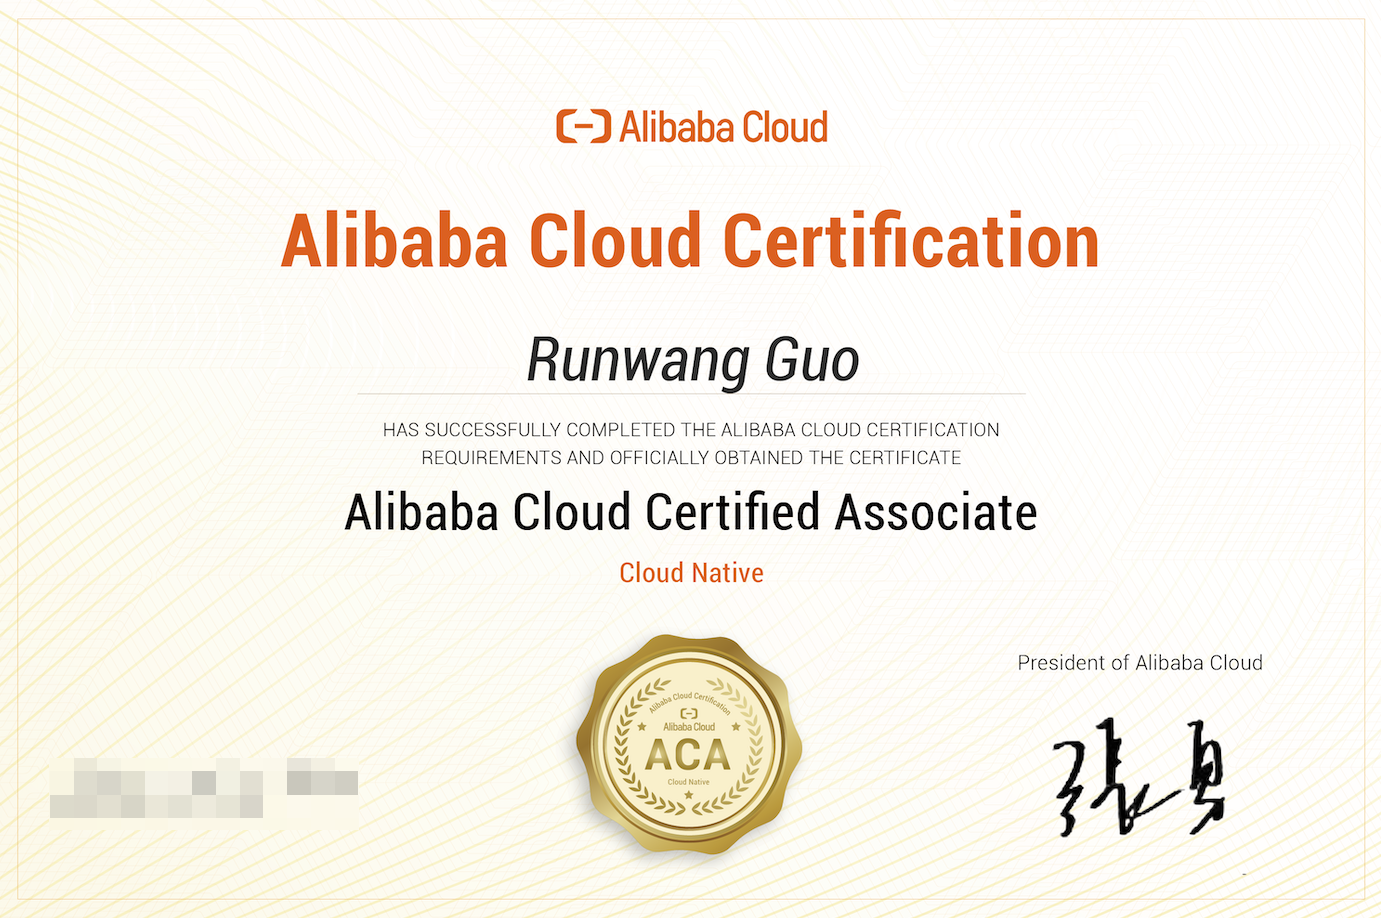 Alibaba Cloud
Alibaba Cloud Certification
Runwang Guo
HAS SUCCESSFULLY COMPLETED THE ALIBABA CLOUD CERTIFICATION
REQUIREMENTS AND OFFICIALLY OBTAINED THE CERTIFICATE
Alibaba Cloud Certified Associate
Cloud Native
President of Alibaba Cloud
Alibaba Cloud Certification
Alibaba Cloud
ACA
Cloud Native